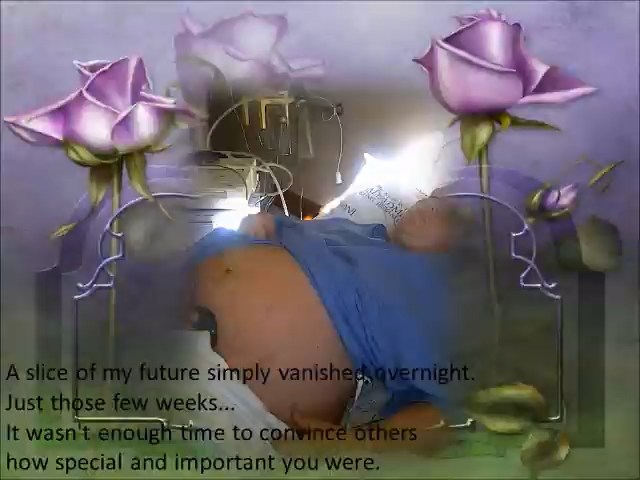 A slice of my future simply vanished overnight.
Just those few weeks...
It wasn't enough time to convince others
how special and important you were.